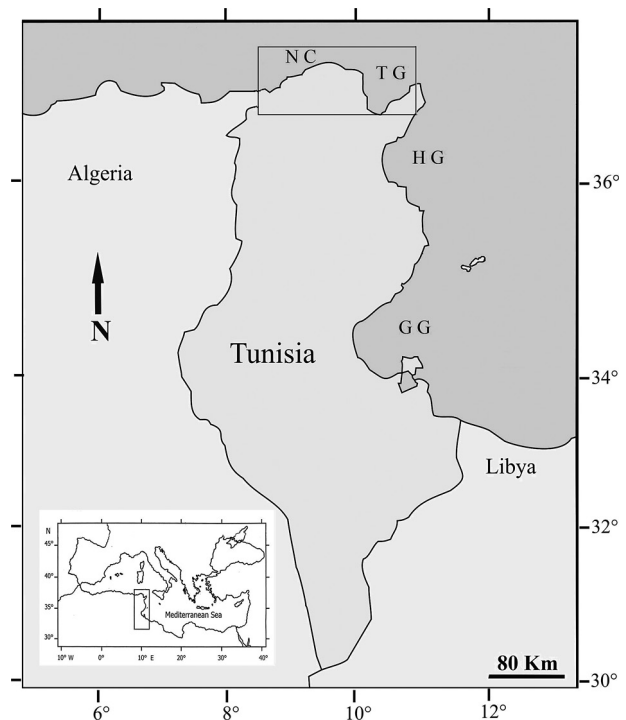 N C
T G
H G
Algeria
36°
N
G G
Tunisia
34°
Libya
32°
N
45°
40°
35°
30°
Mediterranean Sea
10° W
0°
10° E
20°
30°
40°
80 Km
30°
6°
8°
10°
12°